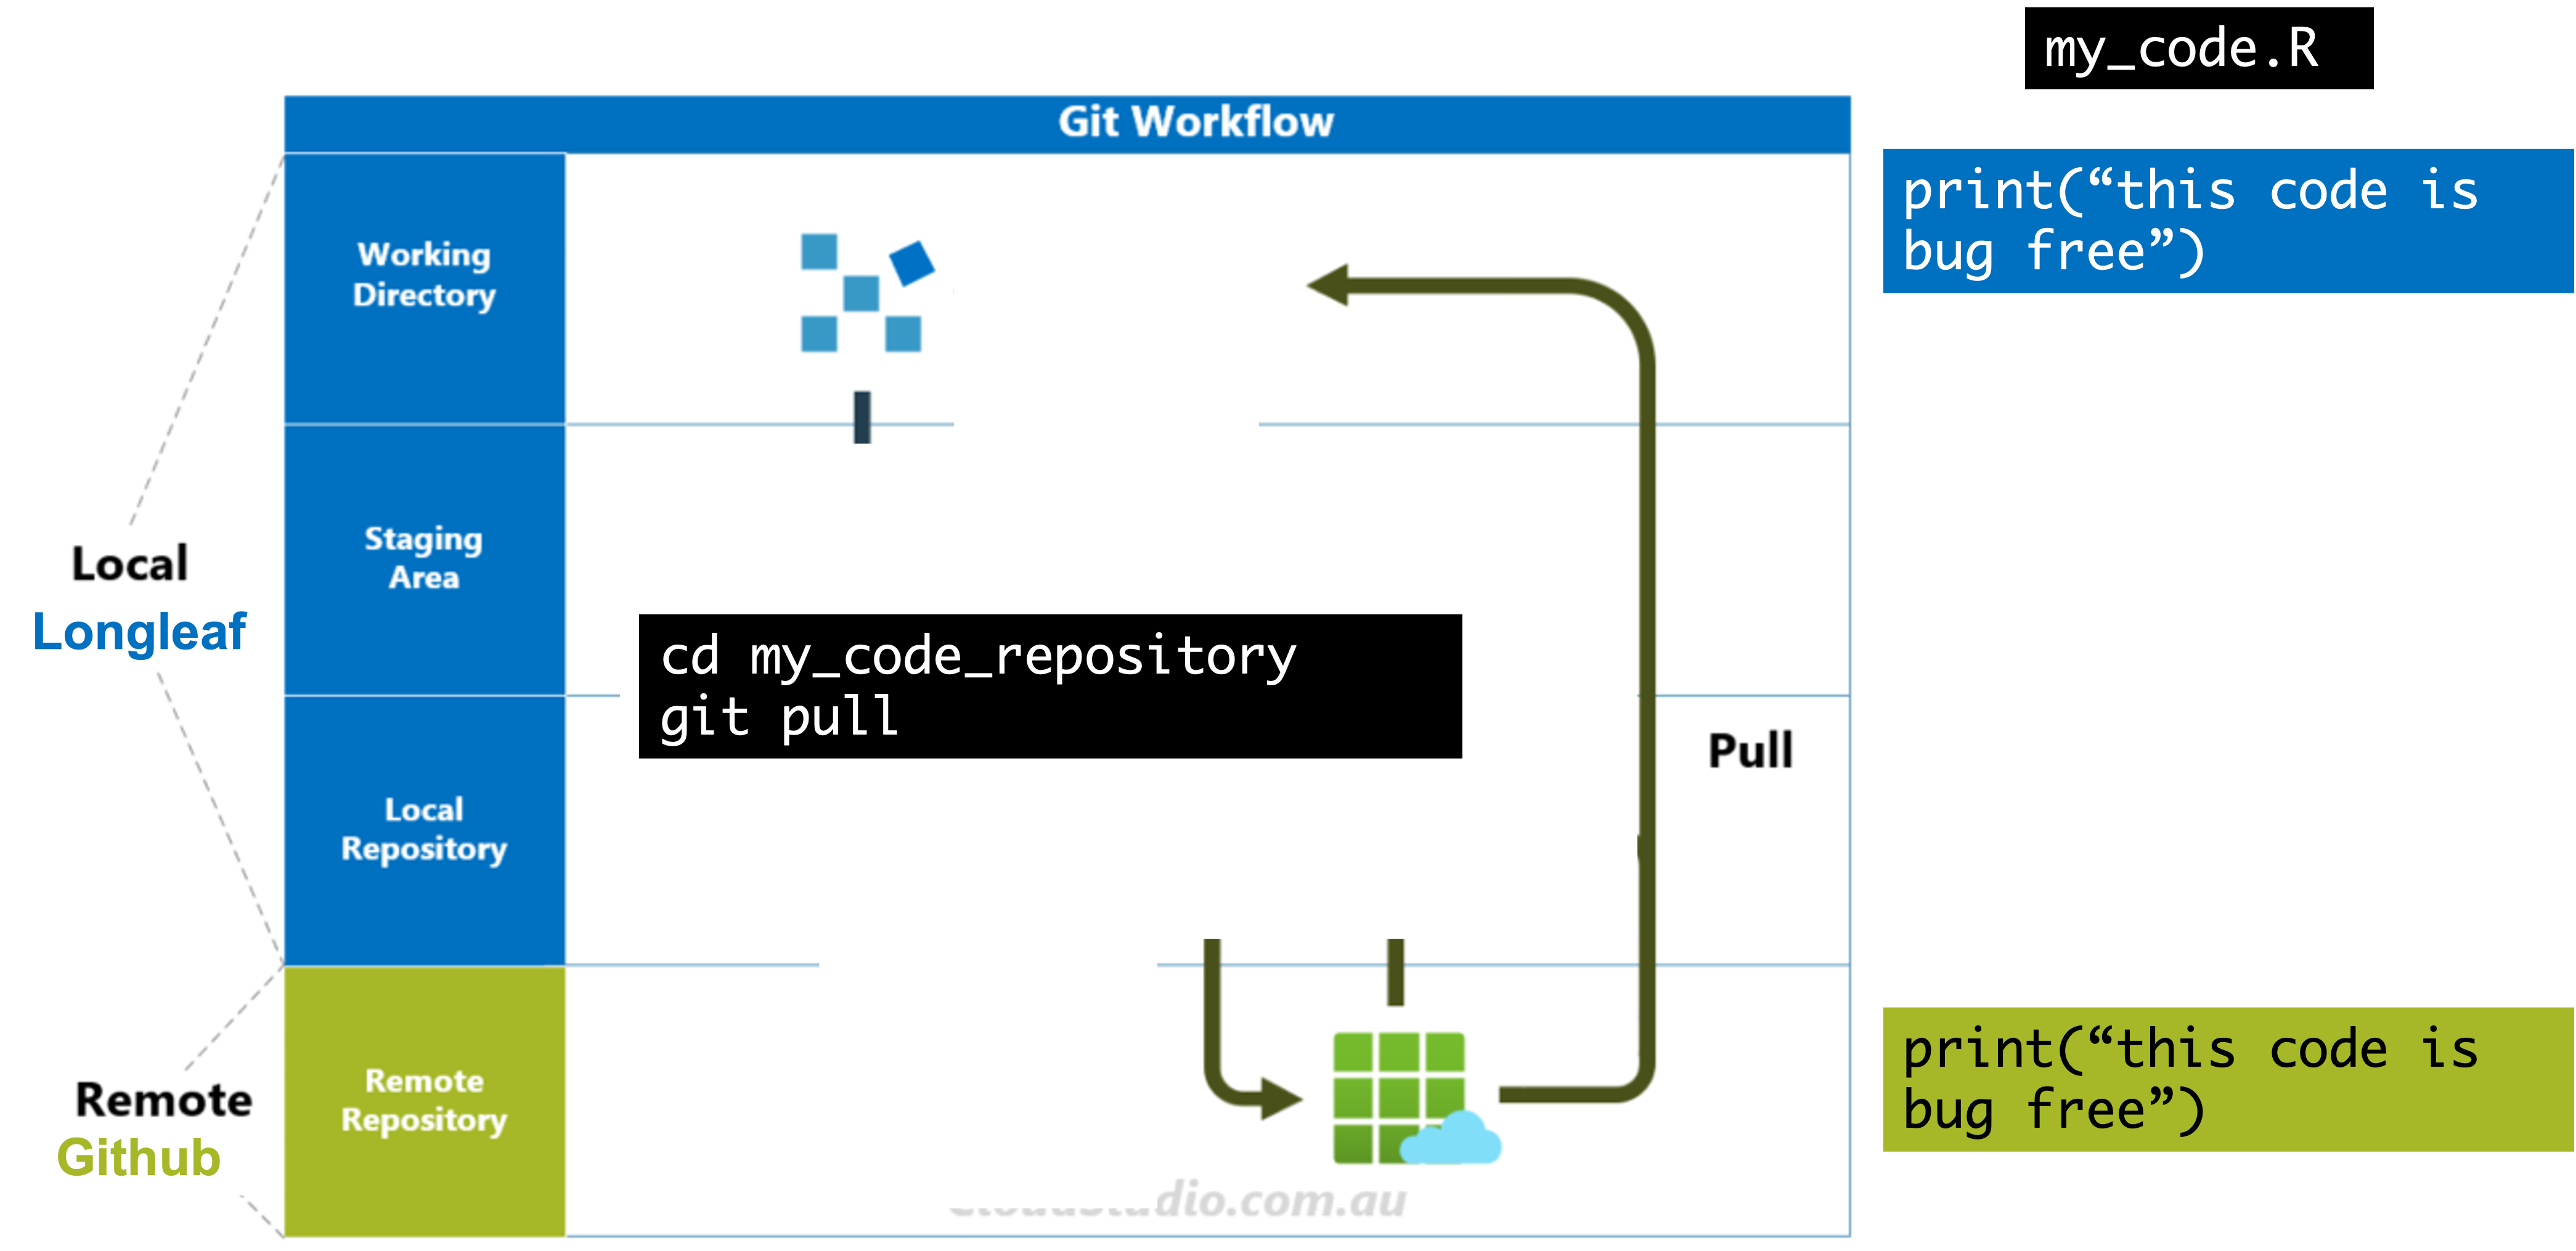 my_code.R
Git Workflow
print(“this code is
bug free”)
Working
Directory
Staging
Area
Local
Longleaf
cd my_code_repository
git pull
Pull
Local
Repository
Remote
Github
Remote
Repository
print(“this code is
bug free”)
dio.com.au